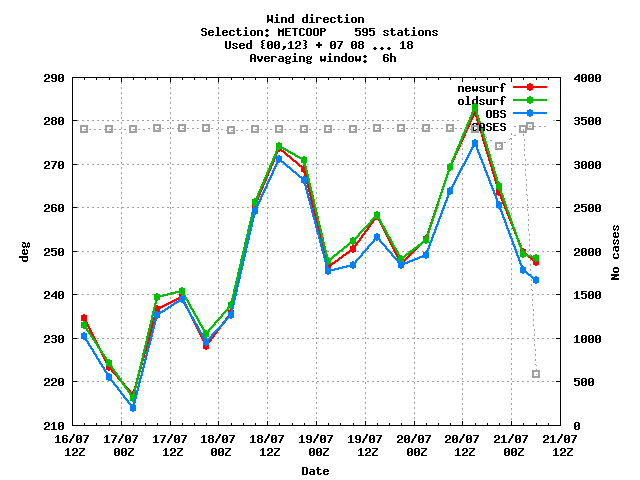 Wind direction
Selection: METCOOP    595 stations
Used {00,12} + 07 08 ... 18
Averaging window:  6h
290 4000
newsurf
oldsurf
OBS
CASES
280 3500
270 3000
260 2500
250 2000
240 1500
230 1000
220 500
210 0
deg
No cases
16/07 17/07 17/07 18/07 18/07 19/07 19/07 20/07 20/07 21/07 21/07
12Z 00Z 12Z 00Z 12Z 00Z 12Z 00Z 12Z 00Z 12Z
Date